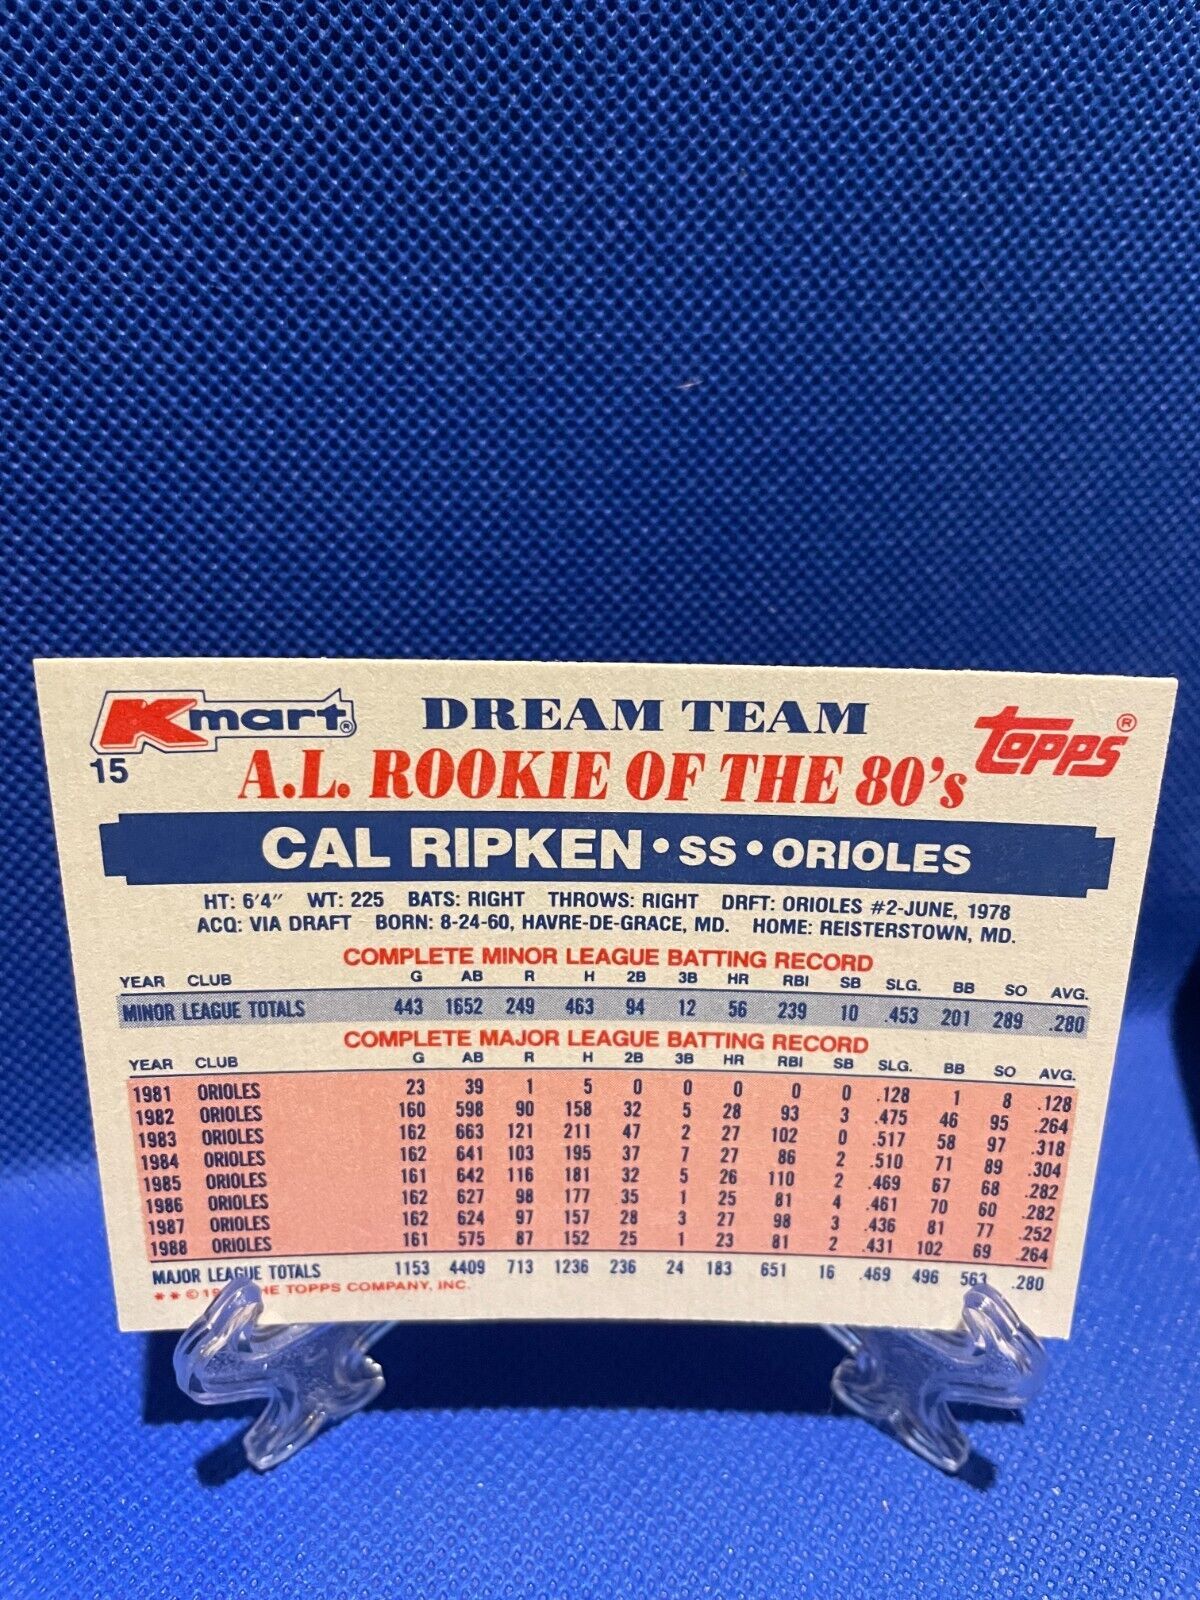 Kmart® DREAM TEAM topps®
15 A.L. ROOKIE OF THE 80's
CAL RIPKEN • SS • ORIOLES
HT: 6'4" WT: 225 BATS: RIGHT THROWS: RIGHT DRFT: ORIOLES #2-JUNE, 1978
ACQ: VIA DRAFT BORN: 8-24-60, HAVRE-DE-GRACE, MD. HOME: REISTERSTOWN, MD.
COMPLETE MINOR LEAGUE BATTING RECORD
YEAR CLUB G AB R H 2B 3B HR RBI SB SLG. BB SO AVG.
MINOR LEAGUE TOTALS 443 1652 249 463 94 12 56 239 10 .453 201 289 .280
COMPLETE MAJOR LEAGUE BATTING RECORD
YEAR CLUB G AB R H 2B 3B HR RBI SB SLG. BB SO AVG.
1981 ORIOLES 23 39 1 5 0 0 0 0 0 .128 1 8 .128
1982 ORIOLES 160 598 90 158 32 5 28 93 3 .475 46 95 .264
1983 ORIOLES 162 663 121 211 47 2 27 102 0 .517 58 97 .318
1984 ORIOLES 162 641 103 195 37 7 27 86 2 .510 71 89 .304
1985 ORIOLES 161 642 116 181 32 5 26 110 2 .469 67 68 .282
1986 ORIOLES 162 627 98 177 35 1 25 81 4 .461 70 60 .282
1987 ORIOLES 162 624 97 157 28 3 27 98 3 .436 81 77 .252
1988 ORIOLES 161 575 87 152 25 1 23 81 2 .431 102 69 .264
MAJOR LEAGUE TOTALS 1153 4409 713 1236 236 24 183 651 16 .469 496 563 .280
** © TOPPS COMPANY, INC.